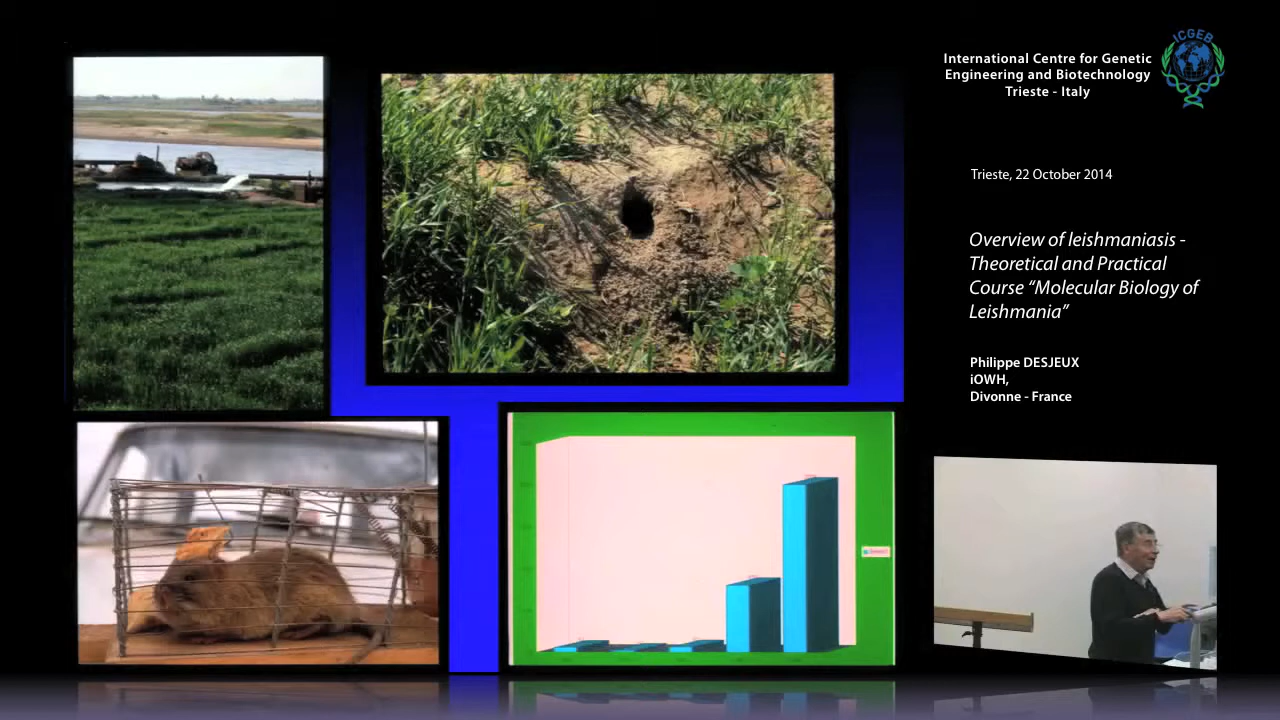 International Centre for Genetic
Engineering and Biotechnology
Trieste - Italy
ICGEB
Trieste, 22 October 2014
Overview of leishmaniasis -
Theoretical and Practical
Course “Molecular Biology of
Leishmania”
Philippe DESJEUX
iOWH,
Divonne - France